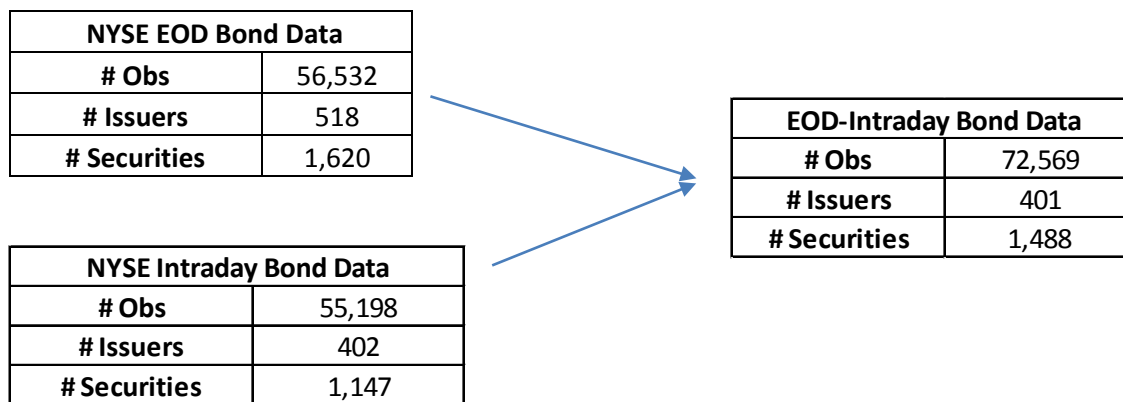 NYSE EOD Bond Data
# Obs 56,532
# Issuers 518
# Securities 1,620
NYSE Intraday Bond Data
# Obs 55,198
# Issuers 402
# Securities 1,147
EOD-Intraday Bond Data
# Obs 72,569
# Issuers 401
# Securities 1,488